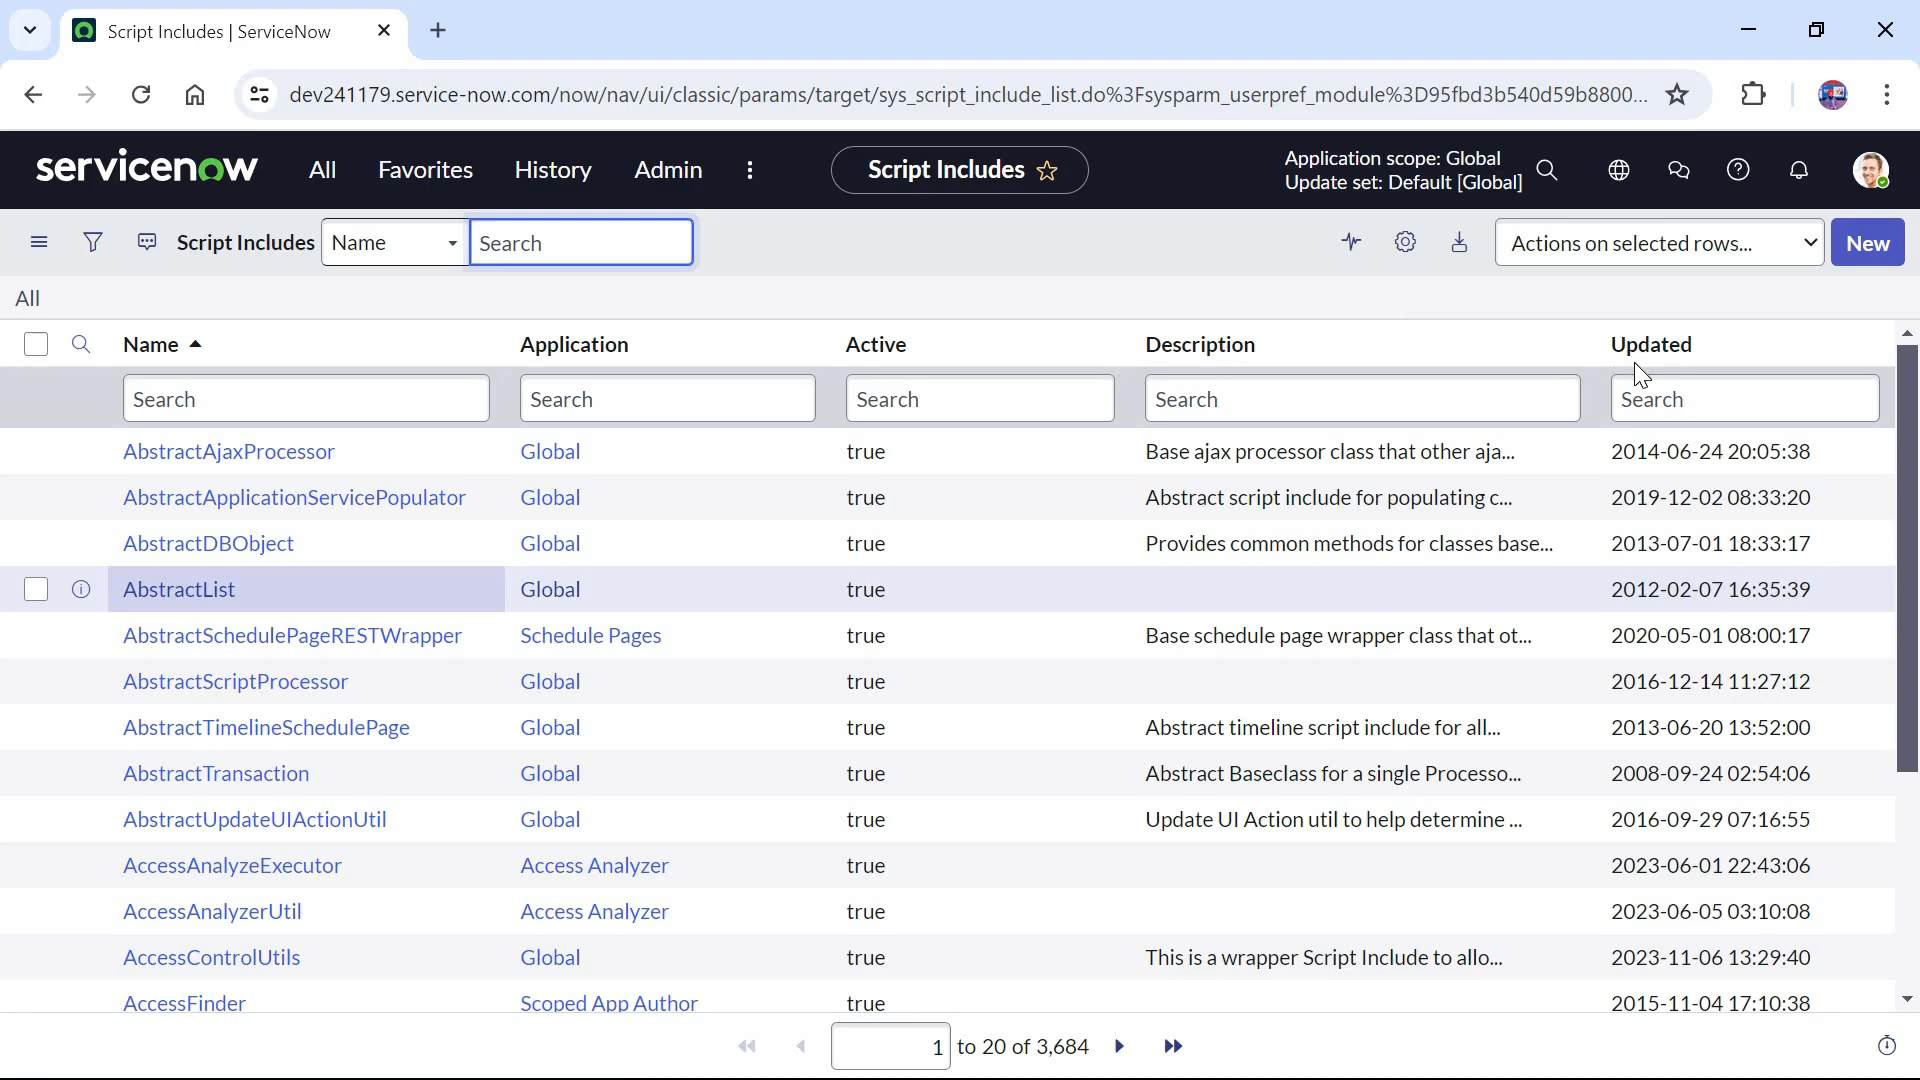 Script Includes | ServiceNow
dev241179.service-now.com/now/nav/ui/classic/params/target/sys_script_include_list.do%3Fsysparm_userpref_module%3D95fbd3b540d59b8800...
servicenow All Favorites History Admin Script Includes Application scope: Global
Update set: Default [Global]
Script Includes Name Search Actions on selected rows... New
All
Name Application Active Description Updated
Search Search Search Search Search
AbstractAjaxProcessor Global true Base ajax processor class that other aja... 2014-06-24 20:05:38
AbstractApplicationServicePopulator Global true Abstract script include for populating c... 2019-12-02 08:33:20
AbstractDBObject Global true Provides common methods for classes base... 2013-07-01 18:33:17
AbstractList Global true 2012-02-07 16:35:39
AbstractSchedulePageRESTWrapper Schedule Pages true Base schedule page wrapper class that ot... 2020-05-01 08:00:17
AbstractScriptProcessor Global true 2016-12-14 11:27:12
AbstractTimelineSchedulePage Global true Abstract timeline script include for all... 2013-06-20 13:52:00
AbstractTransaction Global true Abstract Baseclass for a single Processo... 2008-09-24 02:54:06
AbstractUpdateUIActionUtil Global true Update UI Action util to help determine ... 2016-09-29 07:16:55
AccessAnalyzeExecutor Access Analyzer true 2023-06-01 22:43:06
AccessAnalyzerUtil Access Analyzer true 2023-06-05 03:10:08
AccessControlUtils Global true This is a wrapper Script Include to allo... 2023-11-06 13:29:40
AccessFinder Scoped App Author true 2015-11-04 17:10:38
1 to 20 of 3,684